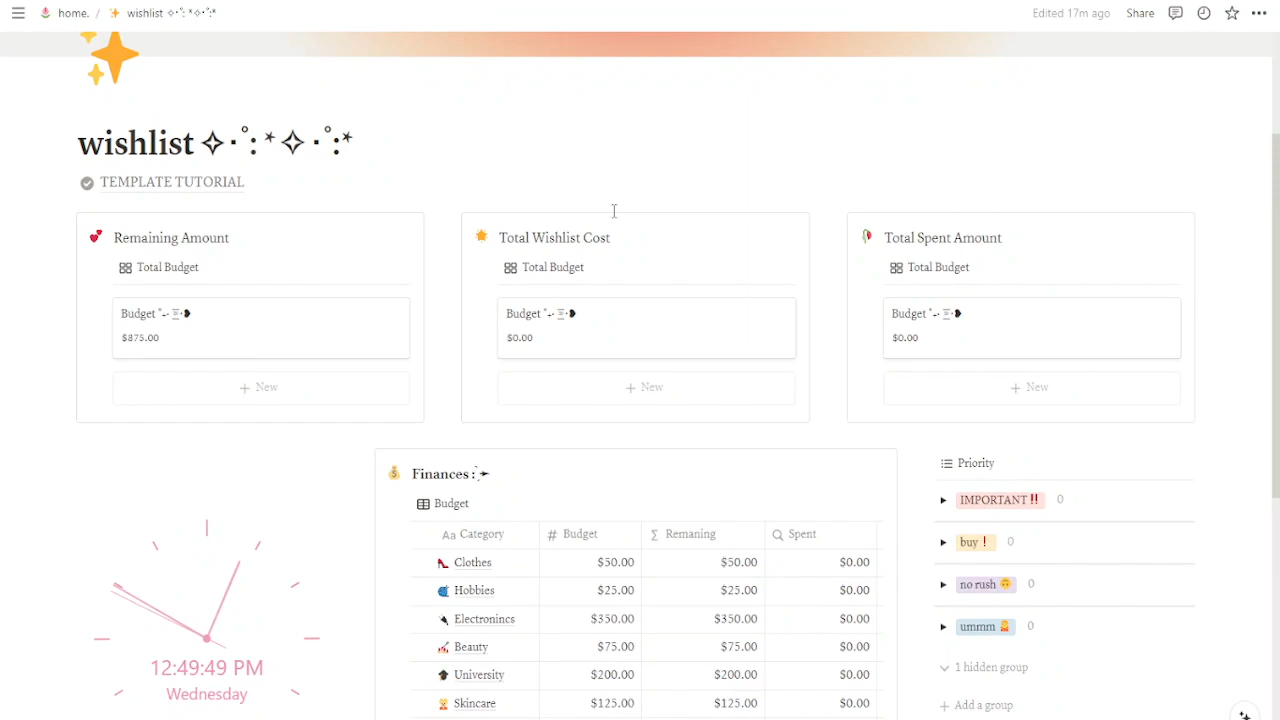 home. / wishlist ✧･ﾟ: *✧･ﾟ:*
Edited 17m ago Share
wishlist ✧･ﾟ: *✧･ﾟ:*
TEMPLATE TUTORIAL
Remaining Amount
Total Budget
Budget
$875.00
+ New
Total Wishlist Cost
Total Budget
Budget
$0.00
+ New
Total Spent Amount
Total Budget
Budget
$0.00
+ New
Finances
Budget
Aa Category # Budget Σ Remaning Spent
Clothes $50.00 $50.00 $0.00
Hobbies $25.00 $25.00 $0.00
Electronincs $350.00 $350.00 $0.00
Beauty $75.00 $75.00 $0.00
University $200.00 $200.00 $0.00
Skincare $125.00 $125.00 $0.00
Priority
IMPORTANT‼ 0
buy❗ 0
no rush 🙃 0
ummm 0
1 hidden group
+ Add a group
12:49:49 PM
Wednesday